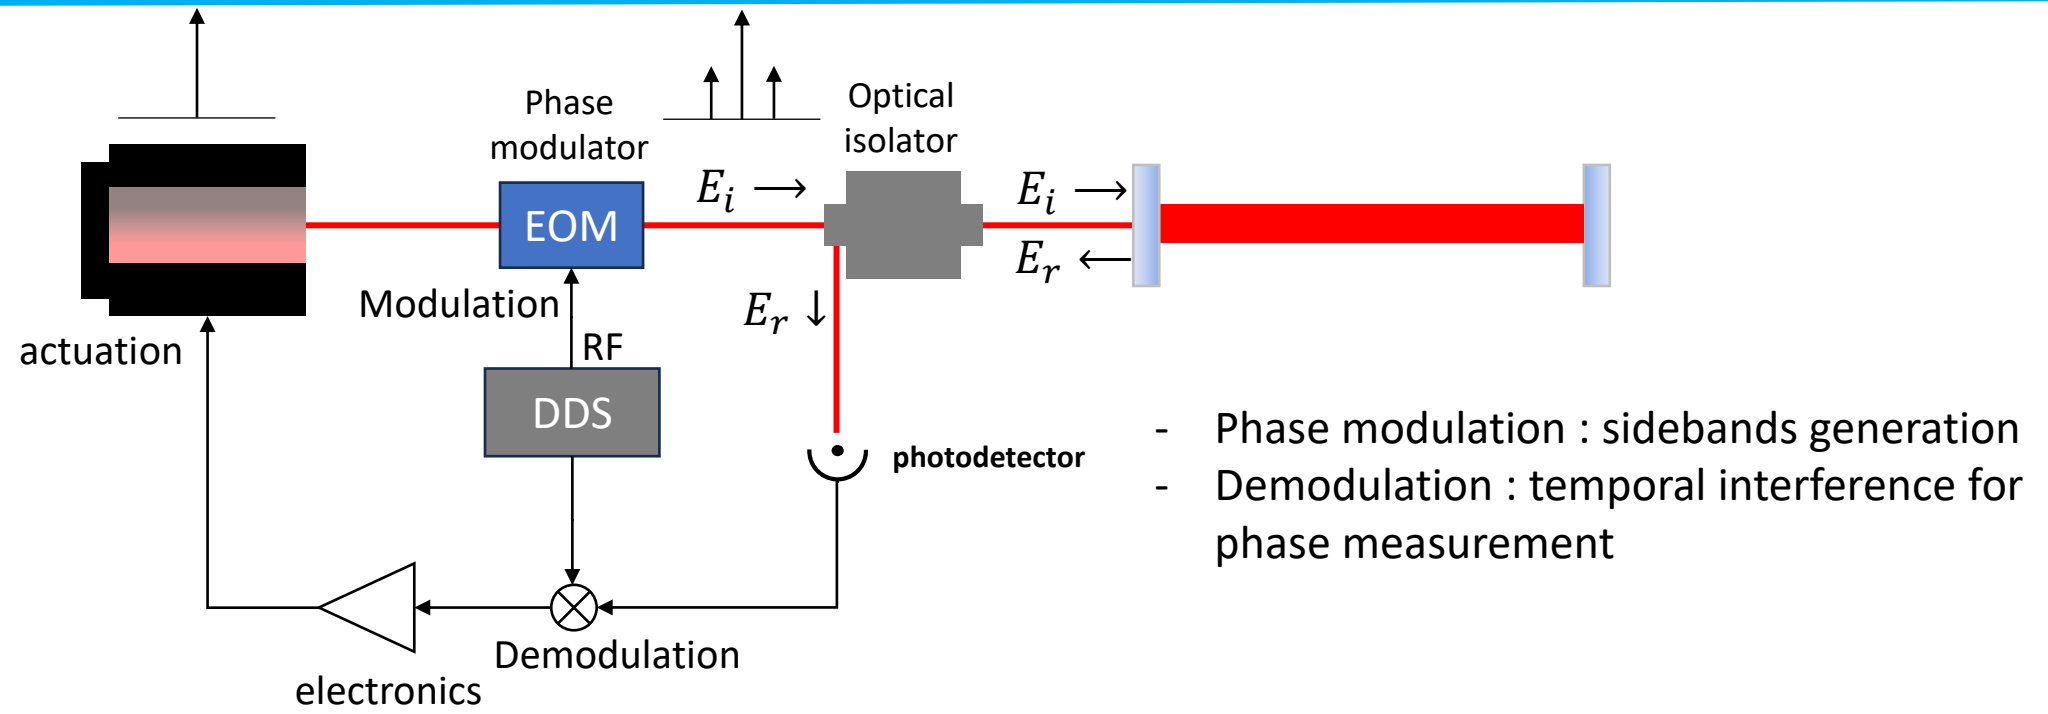 Phase
modulator
Optical
isolator
E_i →
E_i →
EOM
E_r ←
Modulation
E_r ↓
actuation
RF
DDS
photodetector
- Phase modulation : sidebands generation
- Demodulation : temporal interference for
phase measurement
Demodulation
electronics